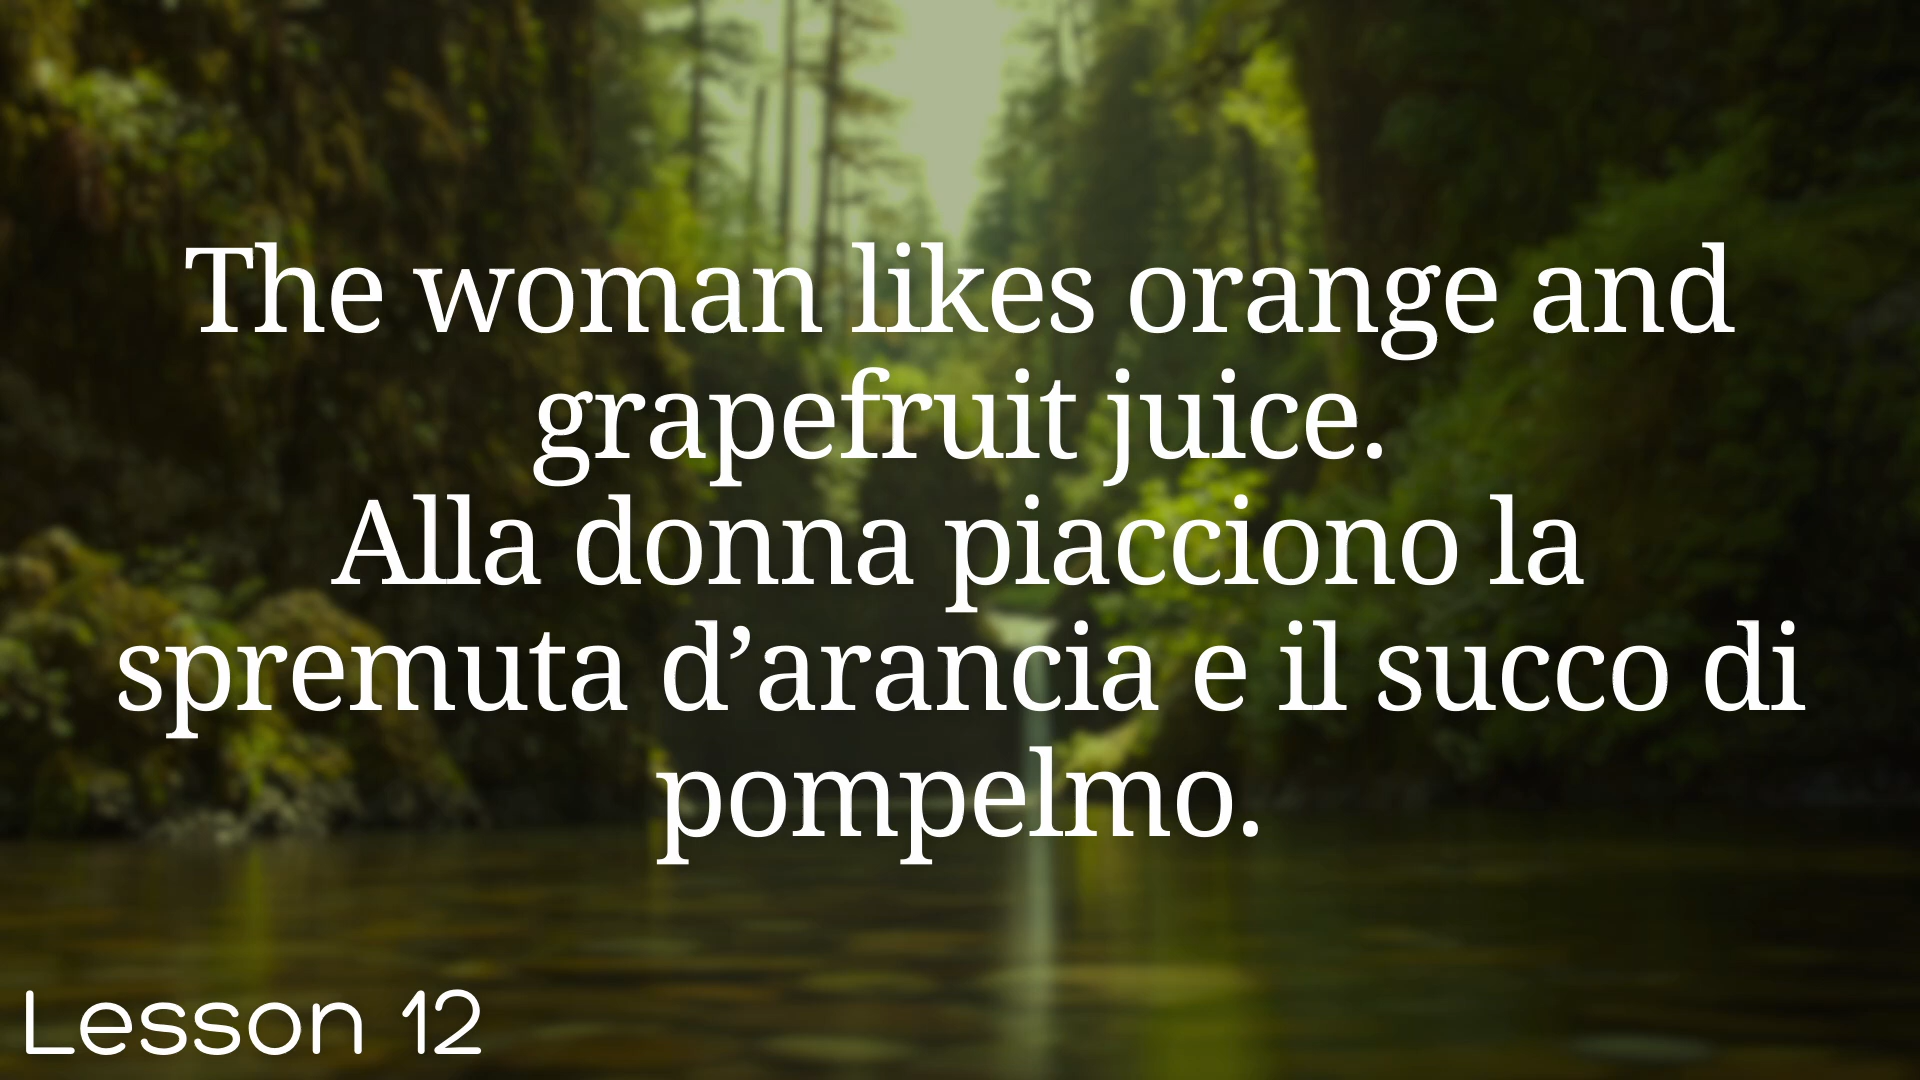 The woman likes orange and
grapefruit juice.
Alla donna piacciono la
spremuta d’arancia e il succo di
pompelmo.
Lesson 12